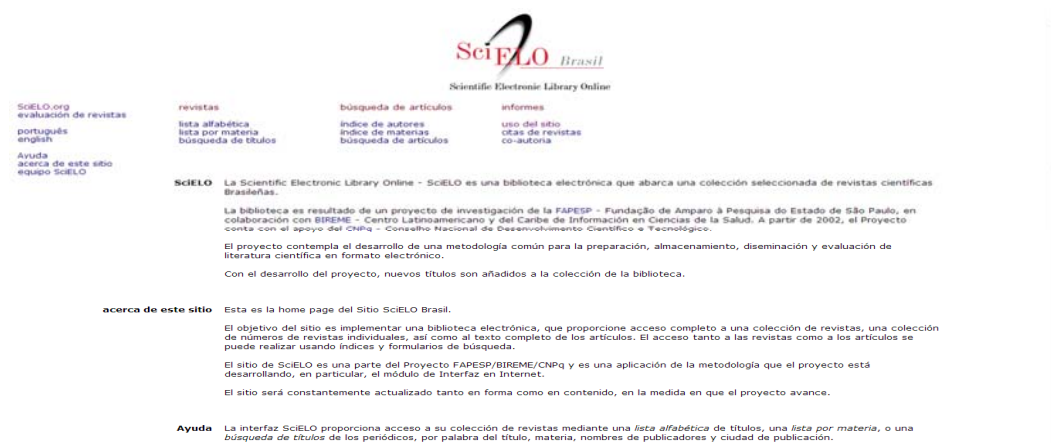 SciELO Brasil
Scientific Electronic Library Online
SciELO.org
evaluación de revistas
português
english
Ayuda
acerca de este sitio
equipo SciELO
revistas
lista alfabética
lista por materia
búsqueda de títulos
búsqueda de artículos
índice de autores
índice de materias
búsqueda de artículos
informes
uso del sitio
citas de revistas
co-autoria
SciELO La Scientific Electronic Library Online - SciELO es una biblioteca electrónica que abarca una colección seleccionada de revistas científicas
Brasileñas.
La biblioteca es resultado de un proyecto de investigación de la FAPESP - Fundação de Amparo à Pesquisa do Estado de São Paulo, en
colaboración con BIREME - Centro Latinoamericano y del Caribe de Información en Ciencias de la Salud. A partir de 2002, el Proyecto
conta con el apoyo del CNPq - Conselho Nacional de Desenvolvimento Científico e Tecnológico.
El proyecto contempla el desarrollo de una metodología común para la preparación, almacenamiento, diseminación y evaluación de
literatura científica en formato electrónico.
Con el desarrollo del proyecto, nuevos títulos son añadidos a la colección de la biblioteca.
acerca de este sitio Esta es la home page del Sitio SciELO Brasil.
El objetivo del sitio es implementar una biblioteca electrónica, que proporcione acceso completo a una colección de revistas, una colección
de números de revistas individuales, así como al texto completo de los artículos. El acceso tanto a las revistas como a los artículos se
puede realizar usando índices y formularios de búsqueda.
El sitio de SciELO es una parte del Proyecto FAPESP/BIREME/CNPq y es una aplicación de la metodología que el proyecto está
desarrollando, en particular, el módulo de Interfaz en Internet.
El sitio será constantemente actualizado tanto en forma como en contenido, en la medida en que el proyecto avance.
Ayuda La interfaz SciELO proporciona acceso a su colección de revistas mediante una lista alfabética de títulos, una lista por materia, o una
búsqueda de títulos de los periódicos, por palabra del título, materia, nombres de publicadores y ciudad de publicación.